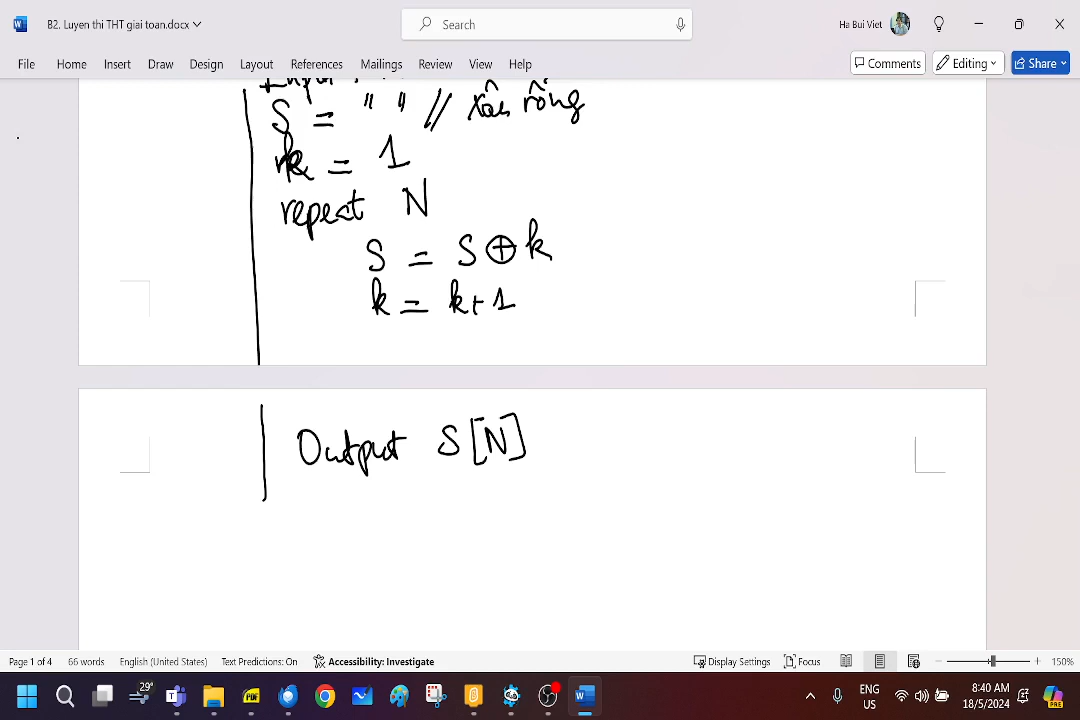 B2. Luyen thi THT giai toan.docx
Search
Ha Bui Viet
File Home Insert Draw Design Layout References Mailings Review View Help
Comments Editing Share
S = " " // xâu rỗng
k = 1
repeat N
S = S ⊕ k
k = k+1
Output S[N]
Page 1 of 4 66 words English (United States) Text Predictions: On Accessibility: Investigate Display Settings Focus 150%
29°
ENG
US
8:40 AM
18/5/2024